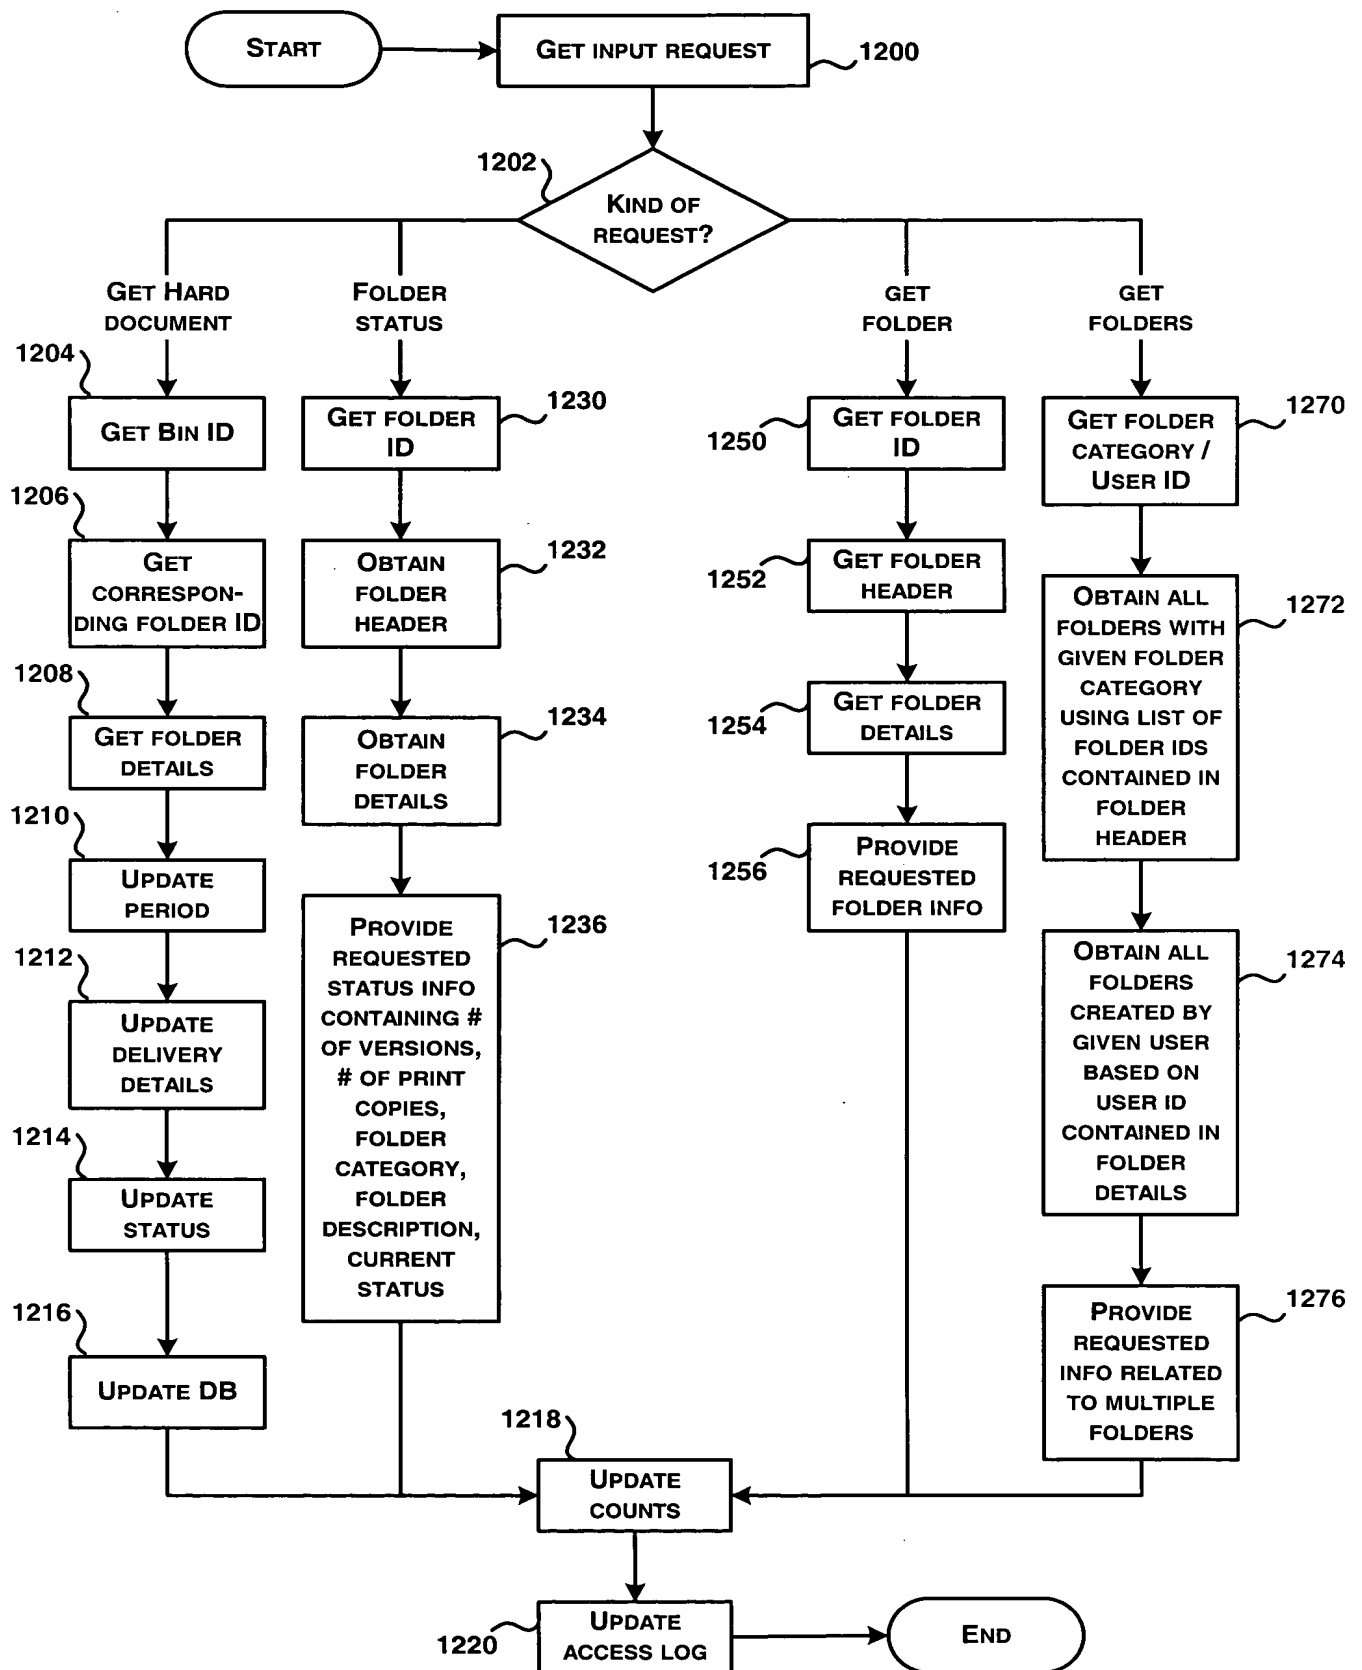 START
GET INPUT REQUEST
1200
1202
KIND OF
REQUEST?
GET HARD
DOCUMENT
1204
GET BIN ID
1206
GET
CORRESPON-
DING FOLDER ID
1208
GET FOLDER
DETAILS
1210
UPDATE
PERIOD
1212
UPDATE
DELIVERY
DETAILS
1214
UPDATE
STATUS
1216
UPDATE DB
FOLDER
STATUS
GET FOLDER
ID
1230
OBTAIN
FOLDER
HEADER
1232
OBTAIN
FOLDER
DETAILS
1234
PROVIDE
REQUESTED
STATUS INFO
CONTAINING #
OF VERSIONS,
# OF PRINT
COPIES,
FOLDER
CATEGORY,
FOLDER
DESCRIPTION,
CURRENT
STATUS
1236
GET
FOLDER
1250
GET FOLDER
ID
1252
GET FOLDER
HEADER
1254
GET FOLDER
DETAILS
1256
PROVIDE
REQUESTED
FOLDER INFO
GET
FOLDERS
GET FOLDER
CATEGORY /
USER ID
1270
OBTAIN ALL
FOLDERS WITH
GIVEN FOLDER
CATEGORY
USING LIST OF
FOLDER IDS
CONTAINED IN
FOLDER
HEADER
1272
OBTAIN ALL
FOLDERS
CREATED BY
GIVEN USER
BASED ON
USER ID
CONTAINED IN
FOLDER
DETAILS
1274
PROVIDE
REQUESTED
INFO RELATED
TO MULTIPLE
FOLDERS
1276
1218
UPDATE
COUNTS
1220
UPDATE
ACCESS LOG
END